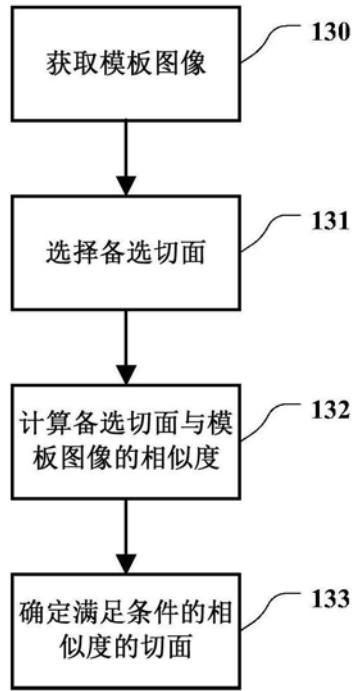 获取模板图像
130
选择备选切面
131
计算备选切面与模
板图像的相似度
132
确定满足条件的相
似度的切面
133